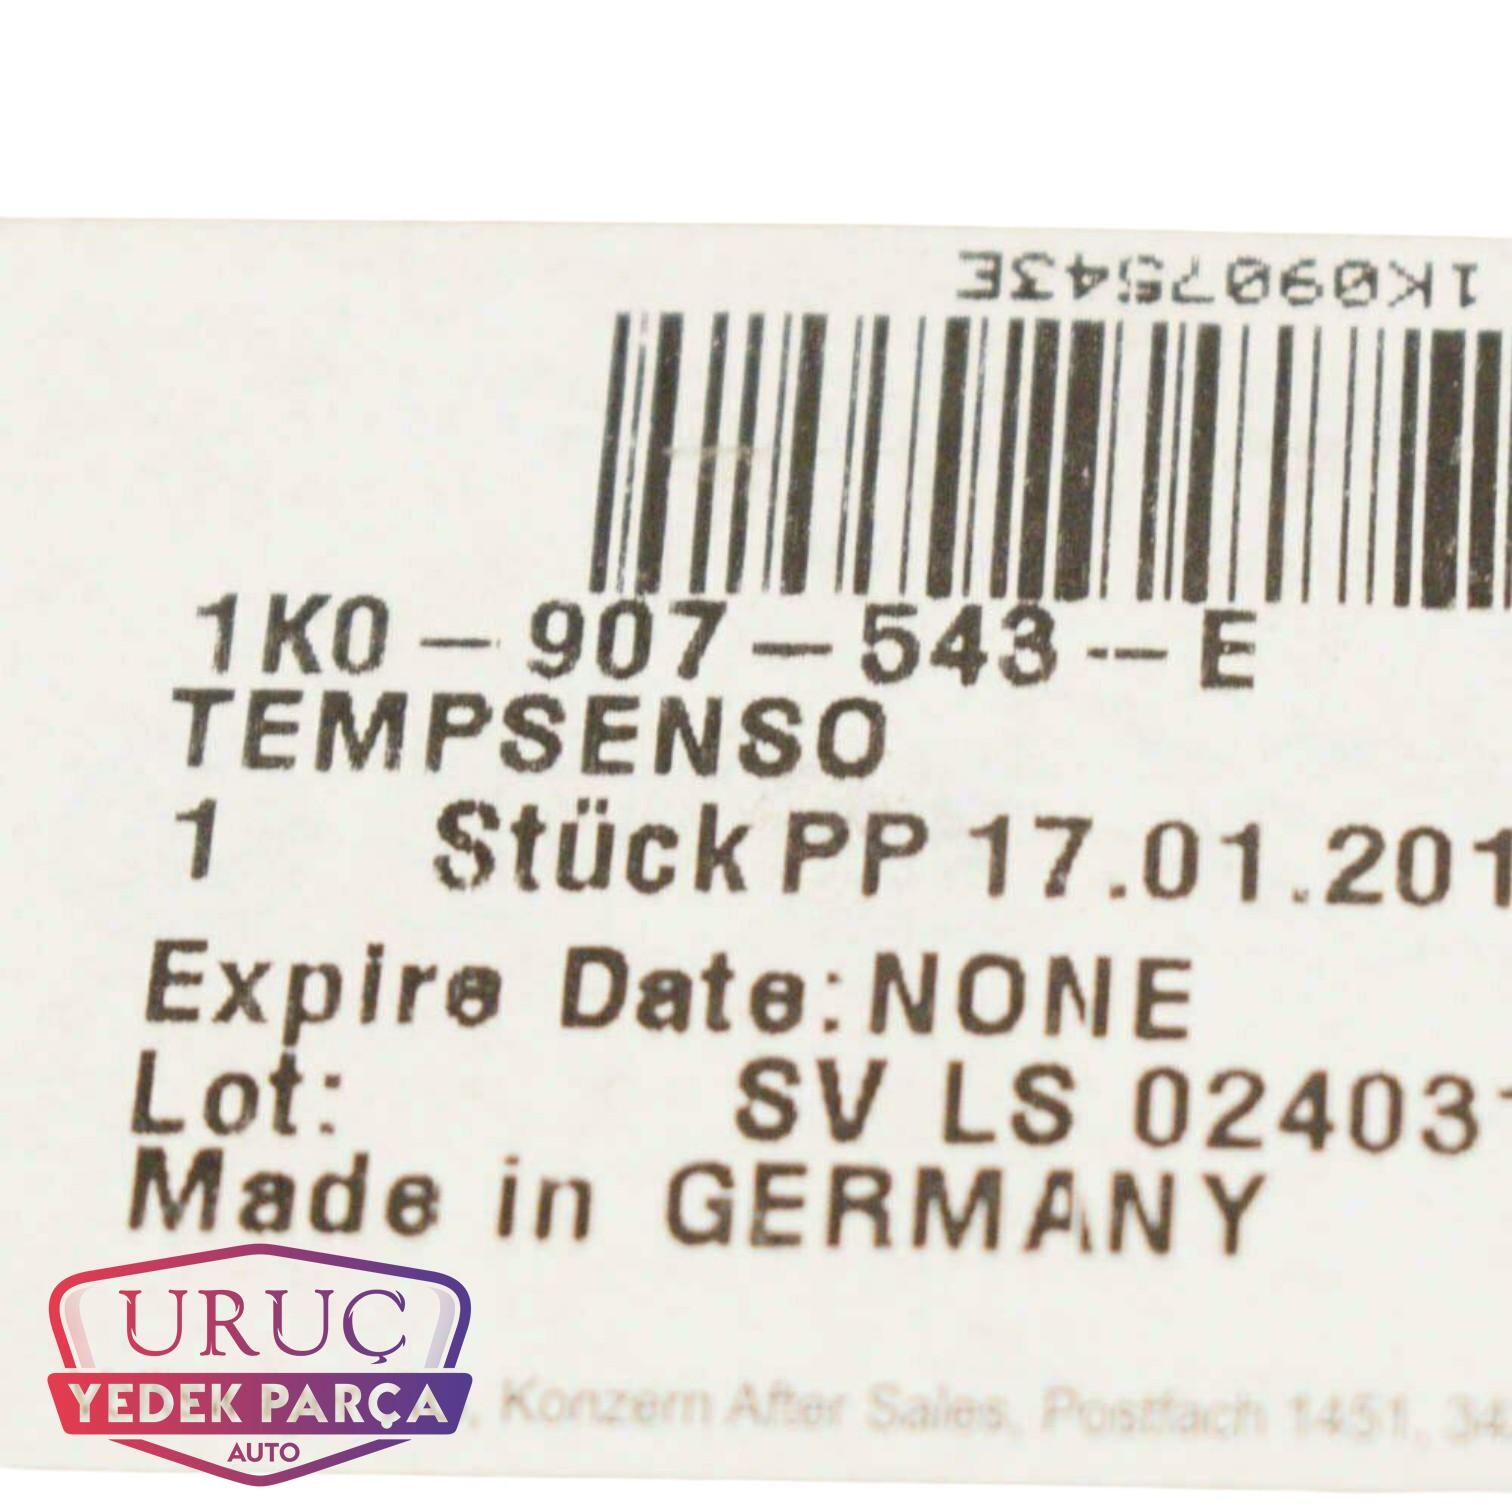 1K0907543E
1K0-907-543--E
TEMPSENSO
1 Stück PP 17.01.201
Expire Date:NONE
Lot: SV LS 024031
Made in GERMANY
URUÇ
YEDEK PARÇA
AUTO
, Konzern After Sales, Postfach 1451, 34